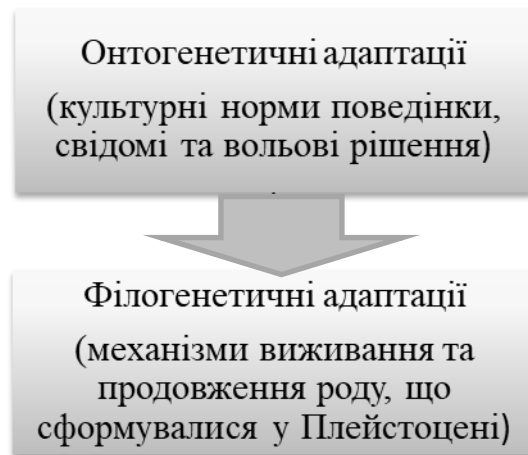 Онтогенетичні адаптації
(культурні норми поведінки,
свідомі та вольові рішення)
Філогенетичні адаптації
(механізми виживання та
продовження роду, що
сформувалися у Плейстоцені)